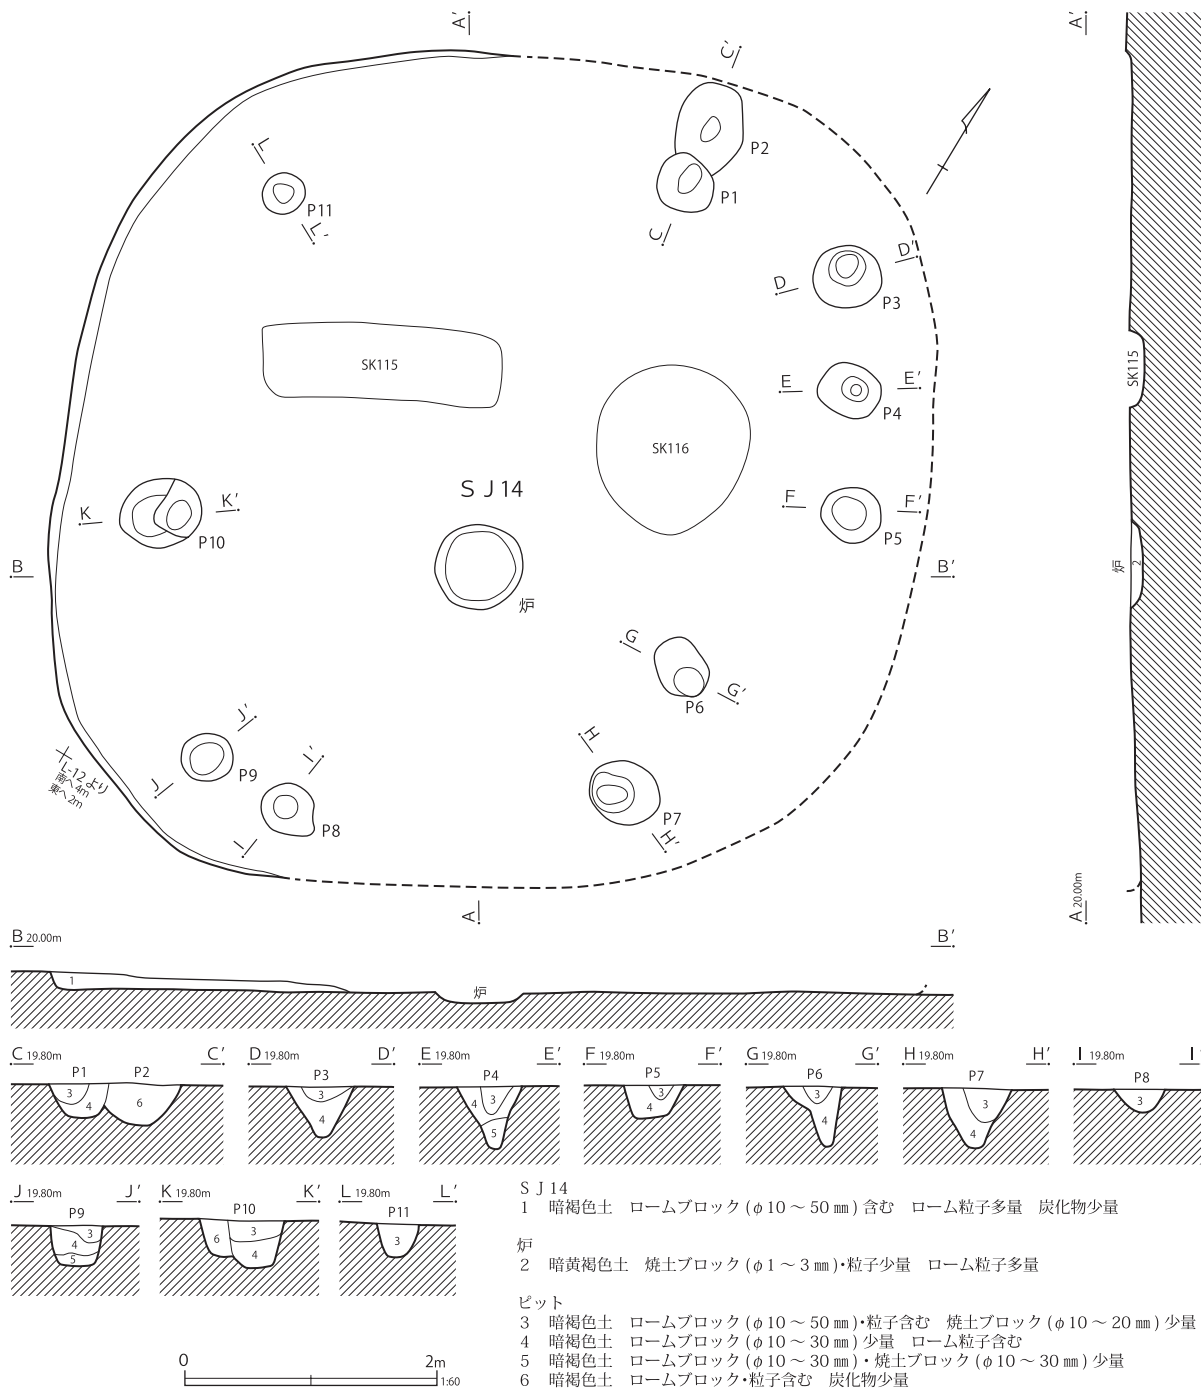 A′
A′
C′
P2
P1
C
L
P11
L′
D
D′
P3
SK115
SK115
E
E′
P4
SK116
S J 14
F
F′
P5
K
K′
P10
B
B′
炉
炉
2
G
G′
P6
J′
J
P9
I′
I
P8
H
P7
H′
L-12より
南へ4m
東へ2m
A
A 20.00m
B 20.00m
B′
1
炉
C 19.80m
C′
P1
P2
3
4
6
D 19.80m
D′
P3
3
4
E 19.80m
E′
P4
4
3
5
F 19.80m
F′
P5
3
4
G 19.80m
G′
P6
3
4
H 19.80m
H′
P7
3
4
I 19.80m
I′
P8
3
J 19.80m
J′
P9
3
4
5
K 19.80m
K′
P10
6
3
4
L 19.80m
L′
P11
3
S J 14
1 暗褐色土 ロームブロック(φ10～50㎜)含む ローム粒子多量 炭化物少量
炉
2 暗黄褐色土 焼土ブロック(φ1～3㎜)･粒子少量 ローム粒子多量
ピット
3 暗褐色土 ロームブロック(φ10～50㎜)･粒子含む 焼土ブロック(φ10～20㎜)少量
4 暗褐色土 ロームブロック(φ10～30㎜)少量 ローム粒子含む
5 暗褐色土 ロームブロック(φ10～30㎜)・焼土ブロック(φ10～30㎜)少量
6 暗褐色土 ロームブロック･粒子含む 炭化物少量
0
2m
1:60